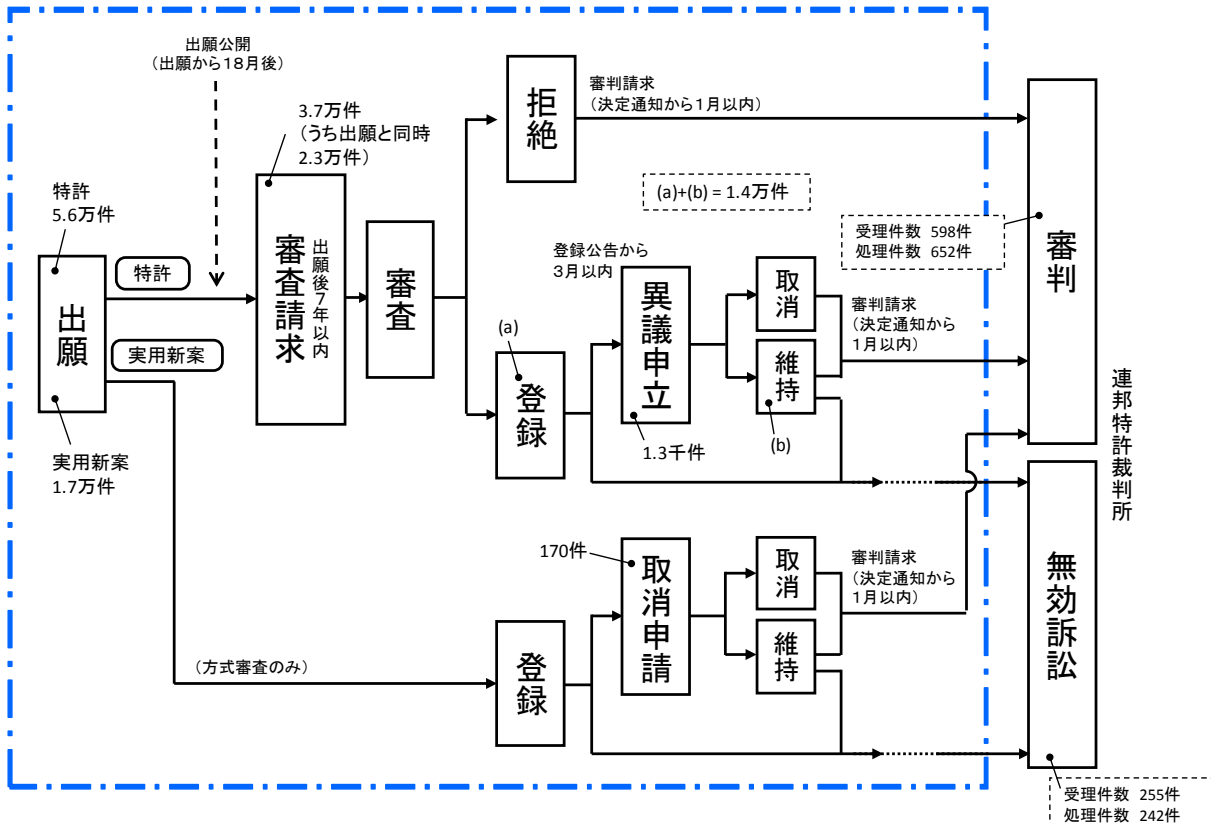 出願公開
（出願から18月後）
3.7万件
（うち出願と同時
2.3万件）
特許
5.6万件
出願
特許
実用新案
実用新案
1.7万件
審査請求
出願後7年以内
審査
拒絶
審判請求
（決定通知から1月以内）
(a)+(b) = 1.4万件
(a)
登録
登録公告から
3月以内
異議申立
1.3千件
取消
維持
(b)
審判請求
（決定通知から
1月以内）
受理件数 598件
処理件数 652件
審判
連邦特許裁判所
（方式審査のみ）
登録
170件
取消申請
取消
維持
審判請求
（決定通知から
1月以内）
無効訴訟
受理件数 255件
処理件数 242件